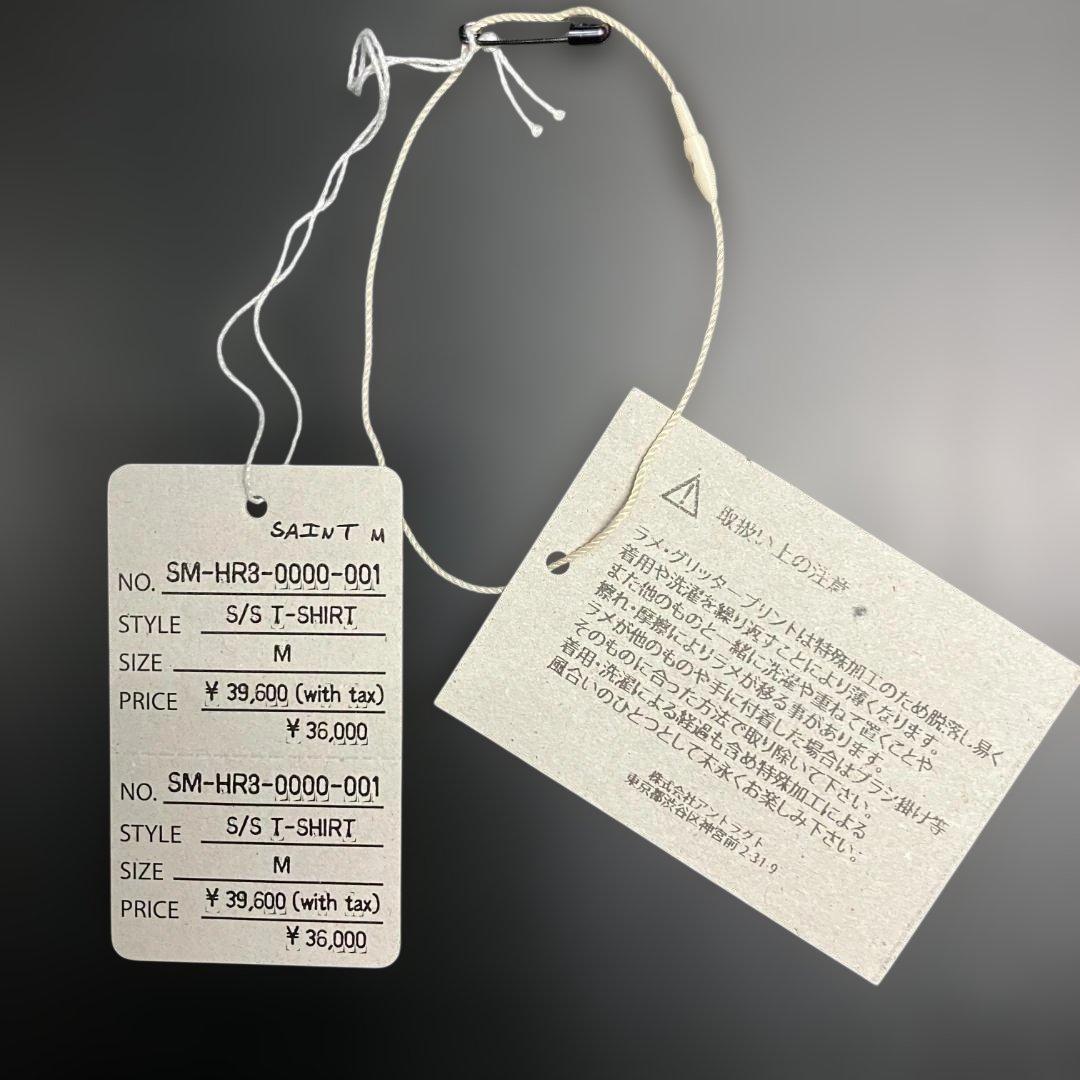 SAINT M
NO. SM-HR3-0000-001
STYLE S/S T-SHIRT
SIZE M
PRICE ¥ 39,600 (with tax)
¥ 36,000
NO. SM-HR3-0000-001
STYLE S/S T-SHIRT
SIZE M
PRICE ¥ 39,600 (with tax)
¥ 36,000
取扱い上の注意
ラメ・グリッタープリントは特殊加工のため脱落し易く
着用や洗濯を繰り返すことにより薄くなります。
また他のものと一緒に洗濯や重ねて置くことや
擦れ・摩擦によりラメが移る事があります。
ラメが他のものや手に付着した場合はブラシ掛け等
そのものに合った方法で取り除いて下さい。
着用・洗濯による経過も含め特殊加工による
風合いのひとつとして末永くお楽しみ下さい。
株式会社アントラクト
東京都渋谷区神宮前 2-31-9